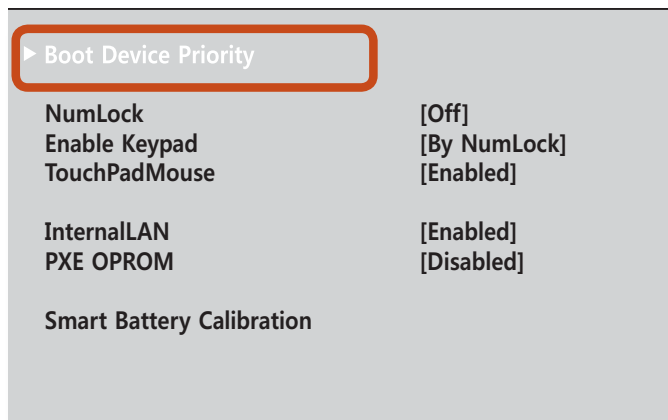 ▶ Boot Device Priority
NumLock [Off]
Enable Keypad [By NumLock]
TouchPadMouse [Enabled]
InternalLAN [Enabled]
PXE OPROM [Disabled]
Smart Battery Calibration